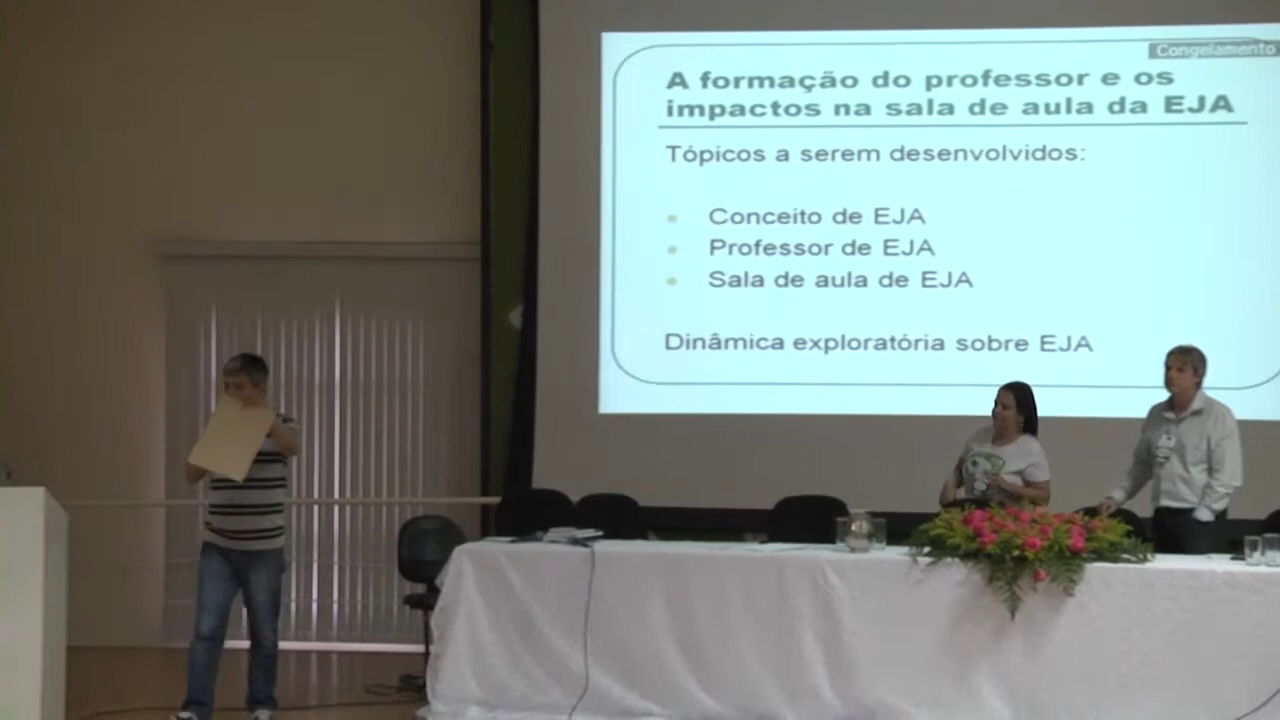 Congelamento
A formação do professor e os
impactos na sala de aula da EJA
Tópicos a serem desenvolvidos:
Conceito de EJA
Professor de EJA
Sala de aula de EJA
Dinâmica exploratória sobre EJA